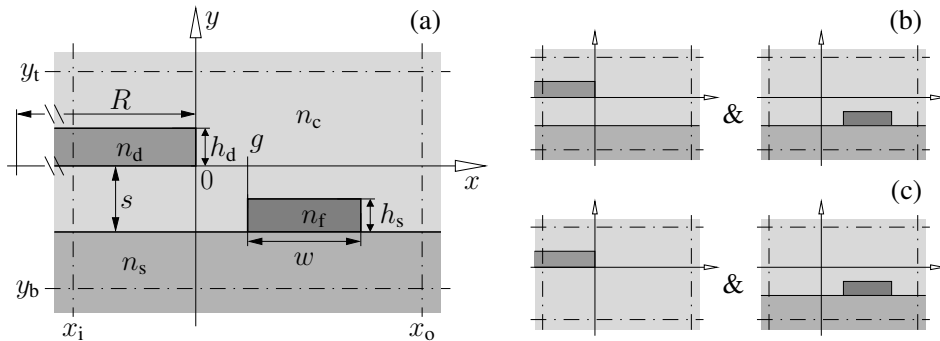 y (a) (b)
y_t
R
n_c
n_d h_d g
&
0 x
s
n_f h_s
(c)
n_s w
&
y_b
x_i x_o